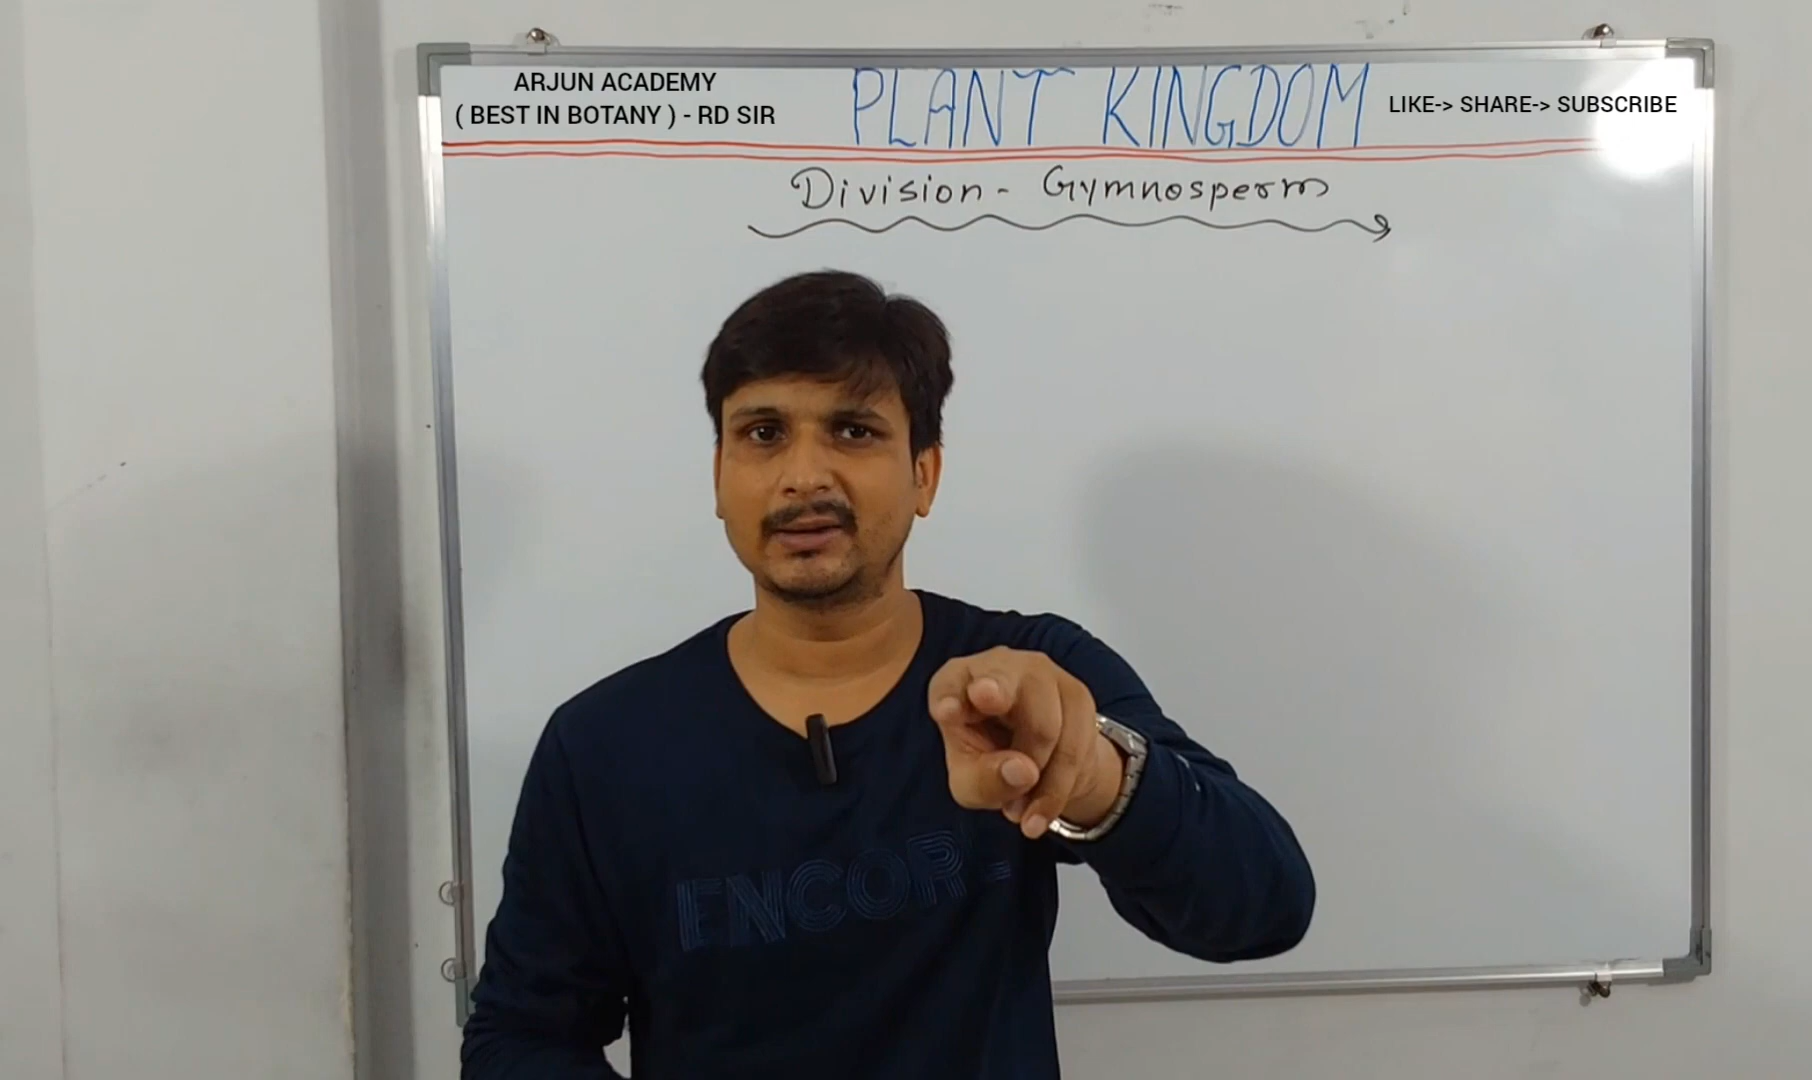 ARJUN ACADEMY
( BEST IN BOTANY ) - RD SIR
PLANT KINGDOM
LIKE-> SHARE-> SUBSCRIBE
Division - Gymnosperm
ENCORE